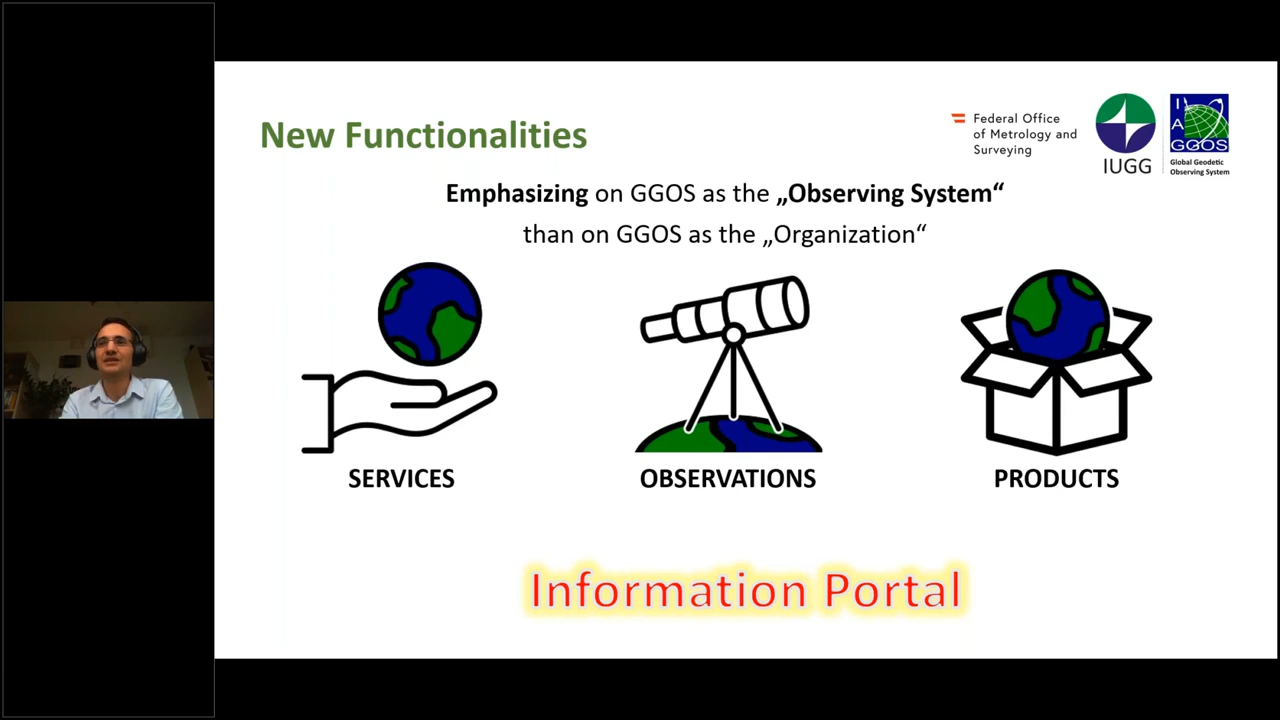 New Functionalities
Federal Office
of Metrology and
Surveying
IUGG
I
A
GGOS
Global Geodetic
Observing System
Emphasizing on GGOS as the „Observing System“
than on GGOS as the „Organization“
SERVICES
OBSERVATIONS
PRODUCTS
Information Portal